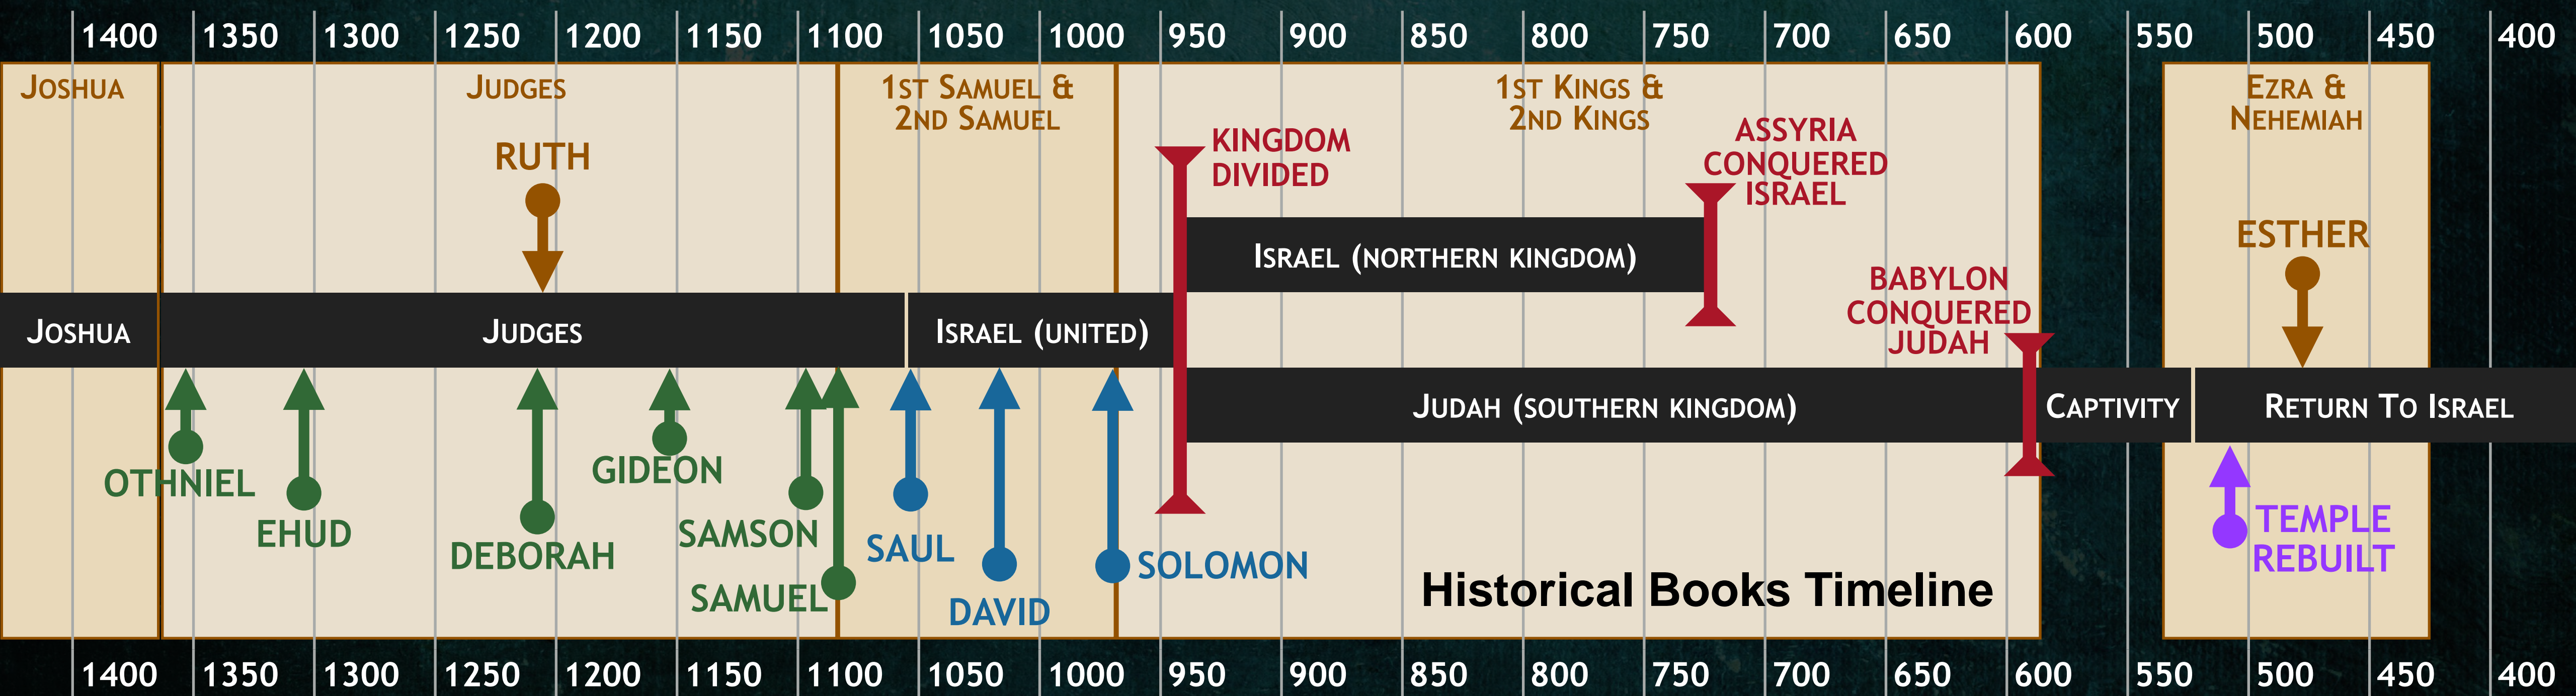 1400 1350 1300 1250 1200 1150 1100 1050 1000 950 900 850 800 750 700 650 600 550 500 450 400
Joshua
Judges
1st Samuel &
2nd Samuel
1st Kings &
2nd Kings
Ezra &
Nehemiah
RUTH
KINGDOM
DIVIDED
ASSYRIA
CONQUERED
ISRAEL
ESTHER
Israel (northern kingdom)
BABYLON
CONQUERED
JUDAH
Joshua
Judges
Israel (united)
Judah (southern kingdom)
Captivity
Return To Israel
OTHNIEL
EHUD
DEBORAH
GIDEON
SAMSON
SAMUEL
SAUL
DAVID
SOLOMON
TEMPLE
REBUILT
Historical Books Timeline
1400 1350 1300 1250 1200 1150 1100 1050 1000 950 900 850 800 750 700 650 600 550 500 450 400